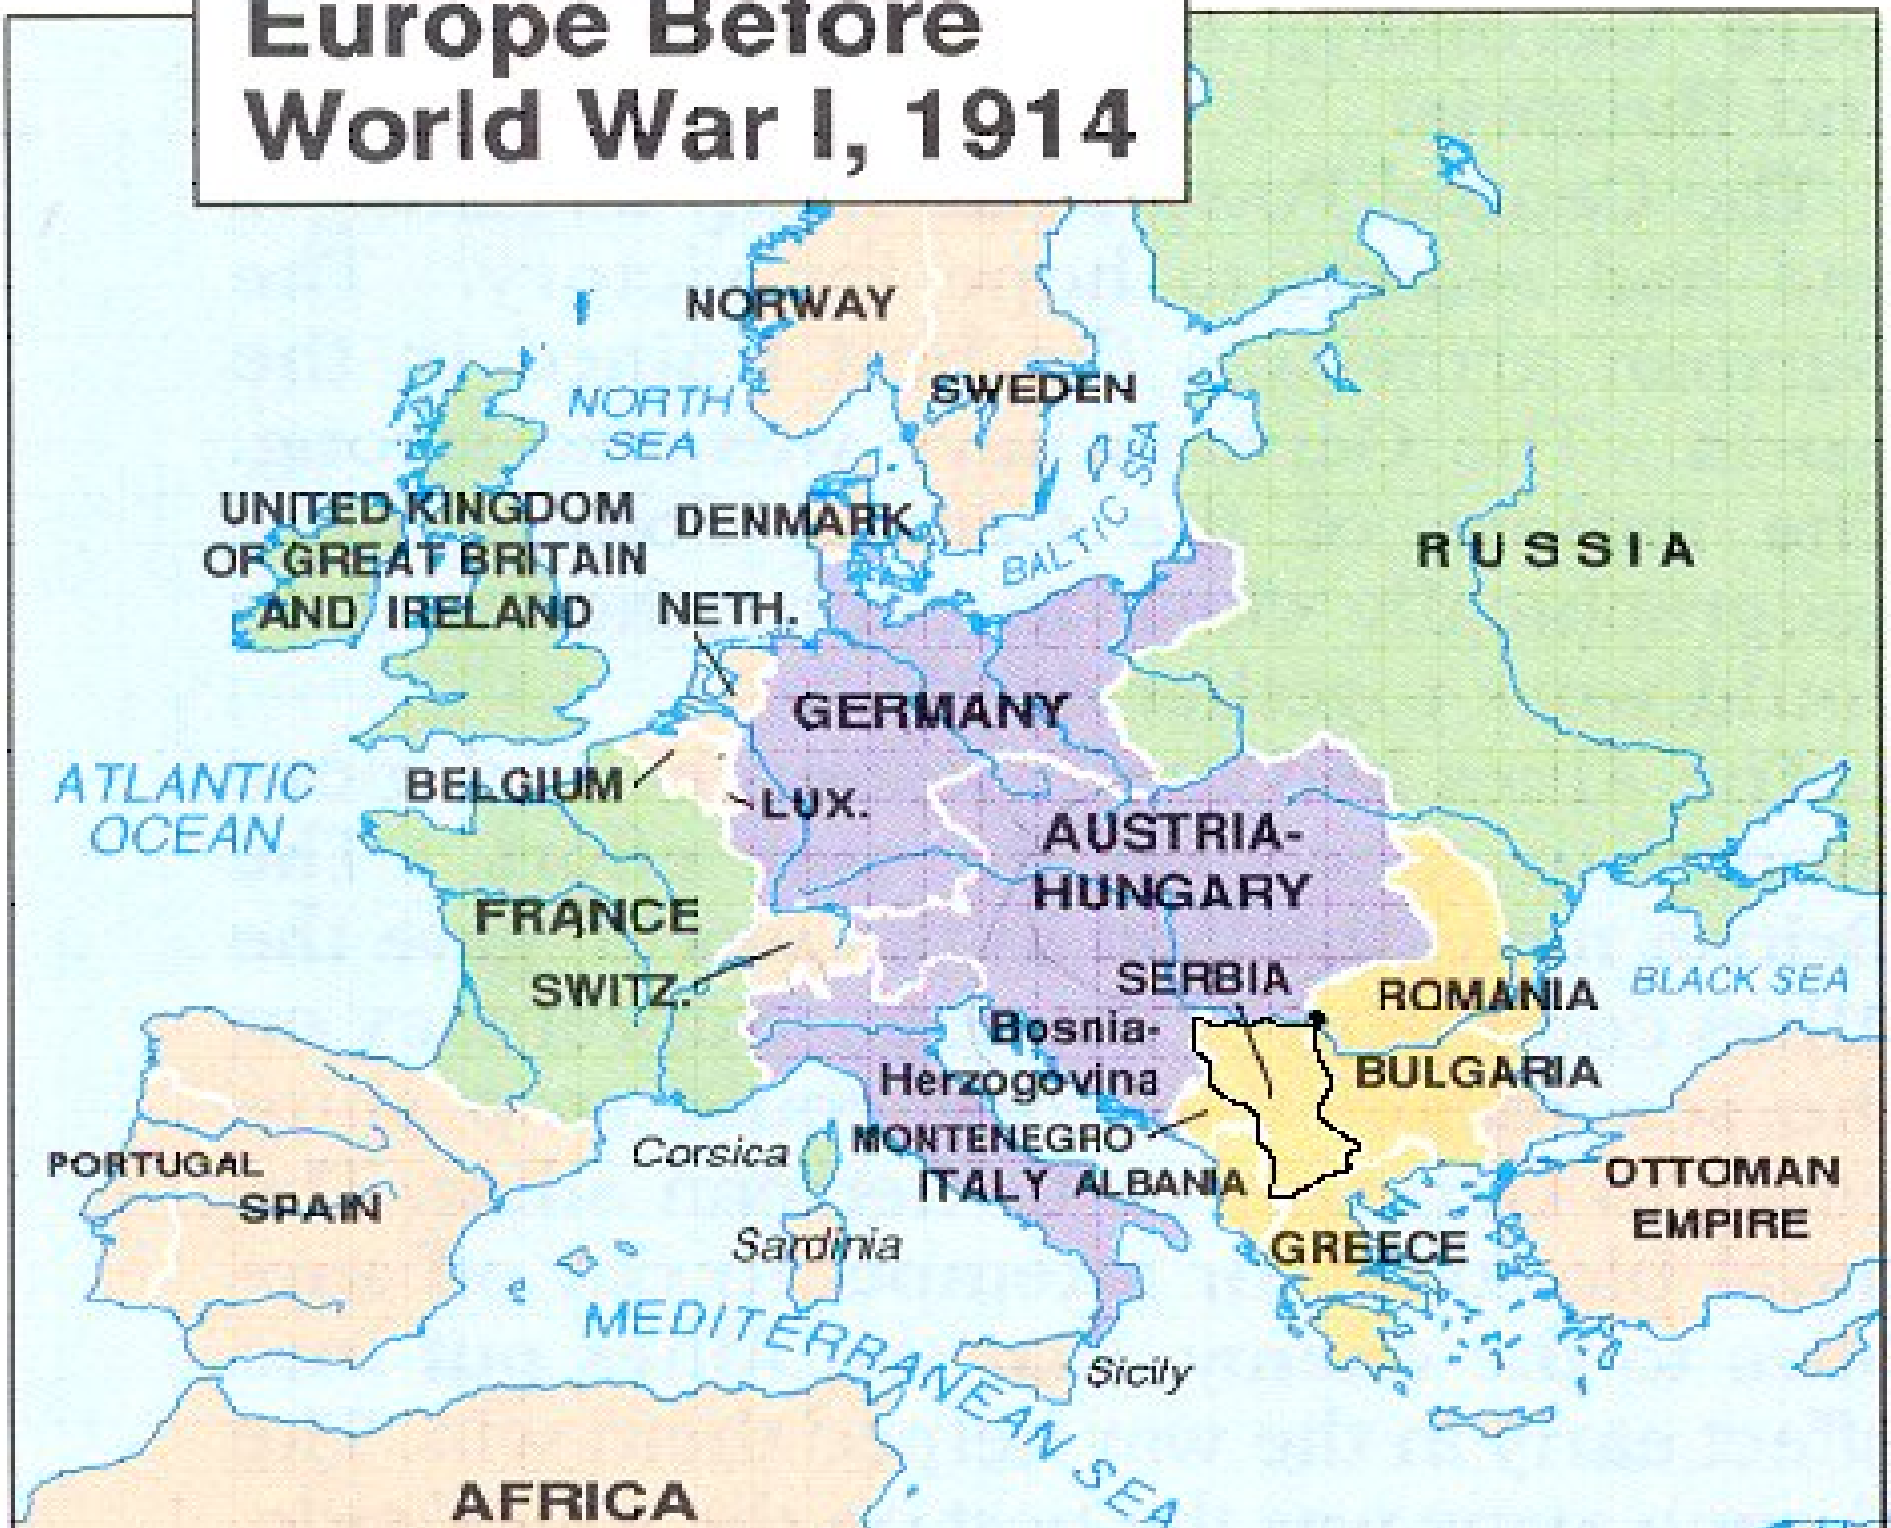 Europe Before
World War I, 1914
NORWAY
SWEDEN
NORTH
SEA
BALTIC SEA
UNITED KINGDOM
OF GREAT BRITAIN
AND IRELAND
DENMARK
NETH.
RUSSIA
GERMANY
ATLANTIC
OCEAN
BELGIUM
LUX.
AUSTRIA-
HUNGARY
FRANCE
SWITZ.
SERBIA
ROMANIA
BLACK SEA
Bosnia-
Herzogovina
BULGARIA
MONTENEGRO
Corsica
PORTUGAL
SPAIN
ITALY
ALBANIA
OTTOMAN
EMPIRE
Sardinia
GREECE
MEDITERRANEAN SEA
Sicily
AFRICA